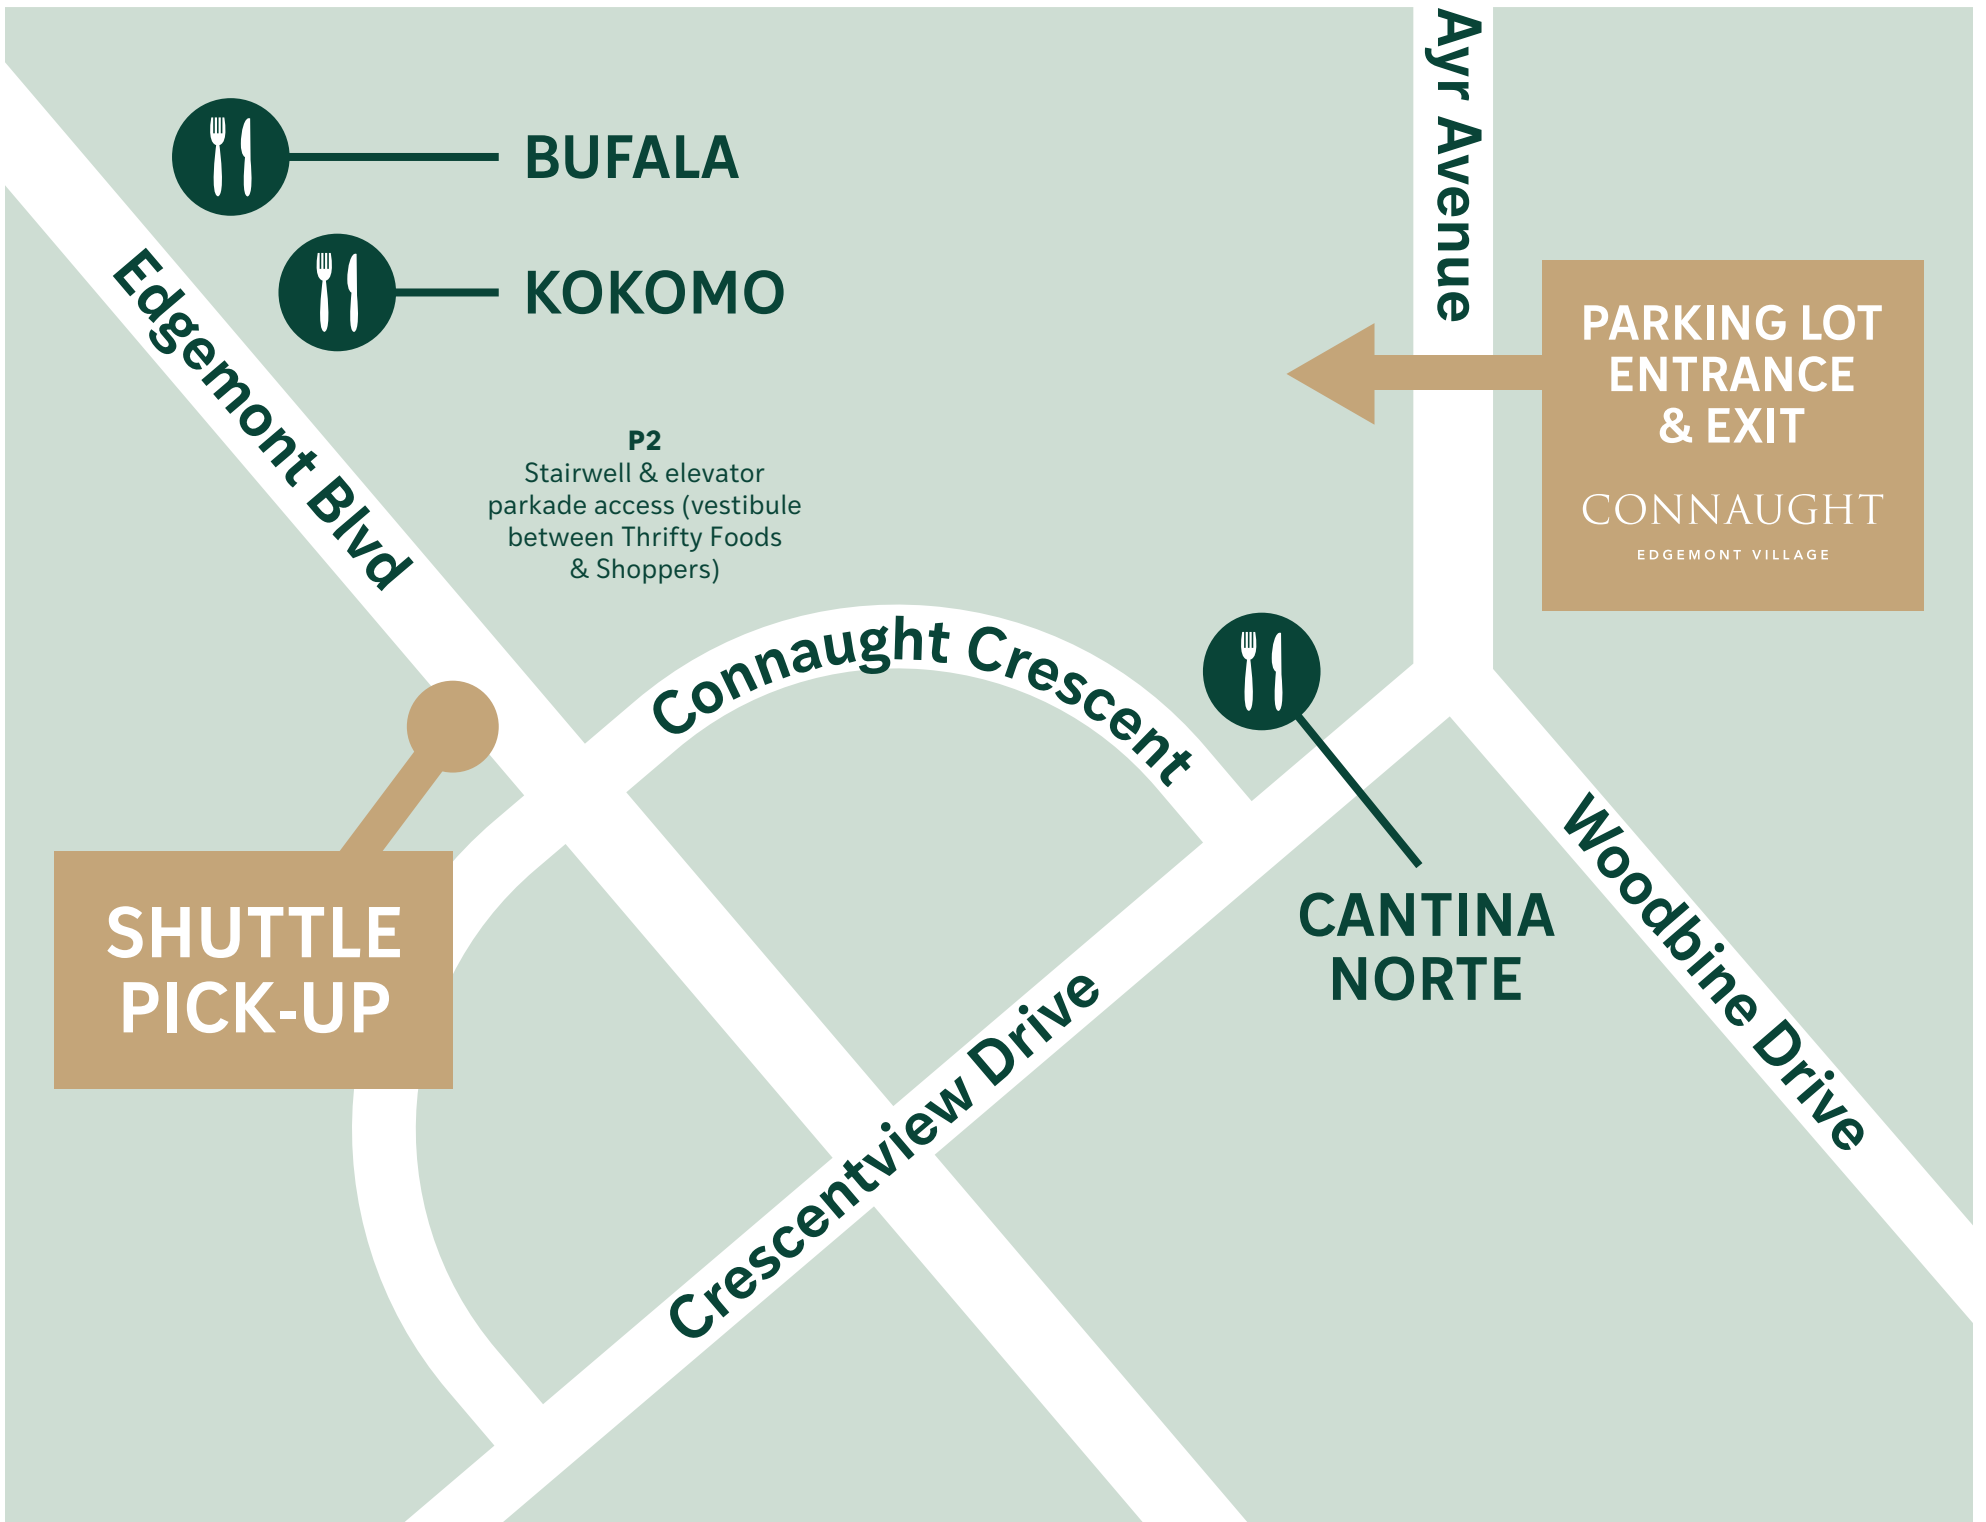 Ayr Avenue
BUFALA
KOKOMO
Edgemont Blvd
PARKING LOT
ENTRANCE
& EXIT
CONNAUGHT
EDGEMONT VILLAGE
P2
Stairwell & elevator
parkade access (vestibule
between Thrifty Foods
& Shoppers)
Connaught Crescent
SHUTTLE
PICK-UP
CANTINA
NORTE
Woodbine Drive
Crescentview Drive